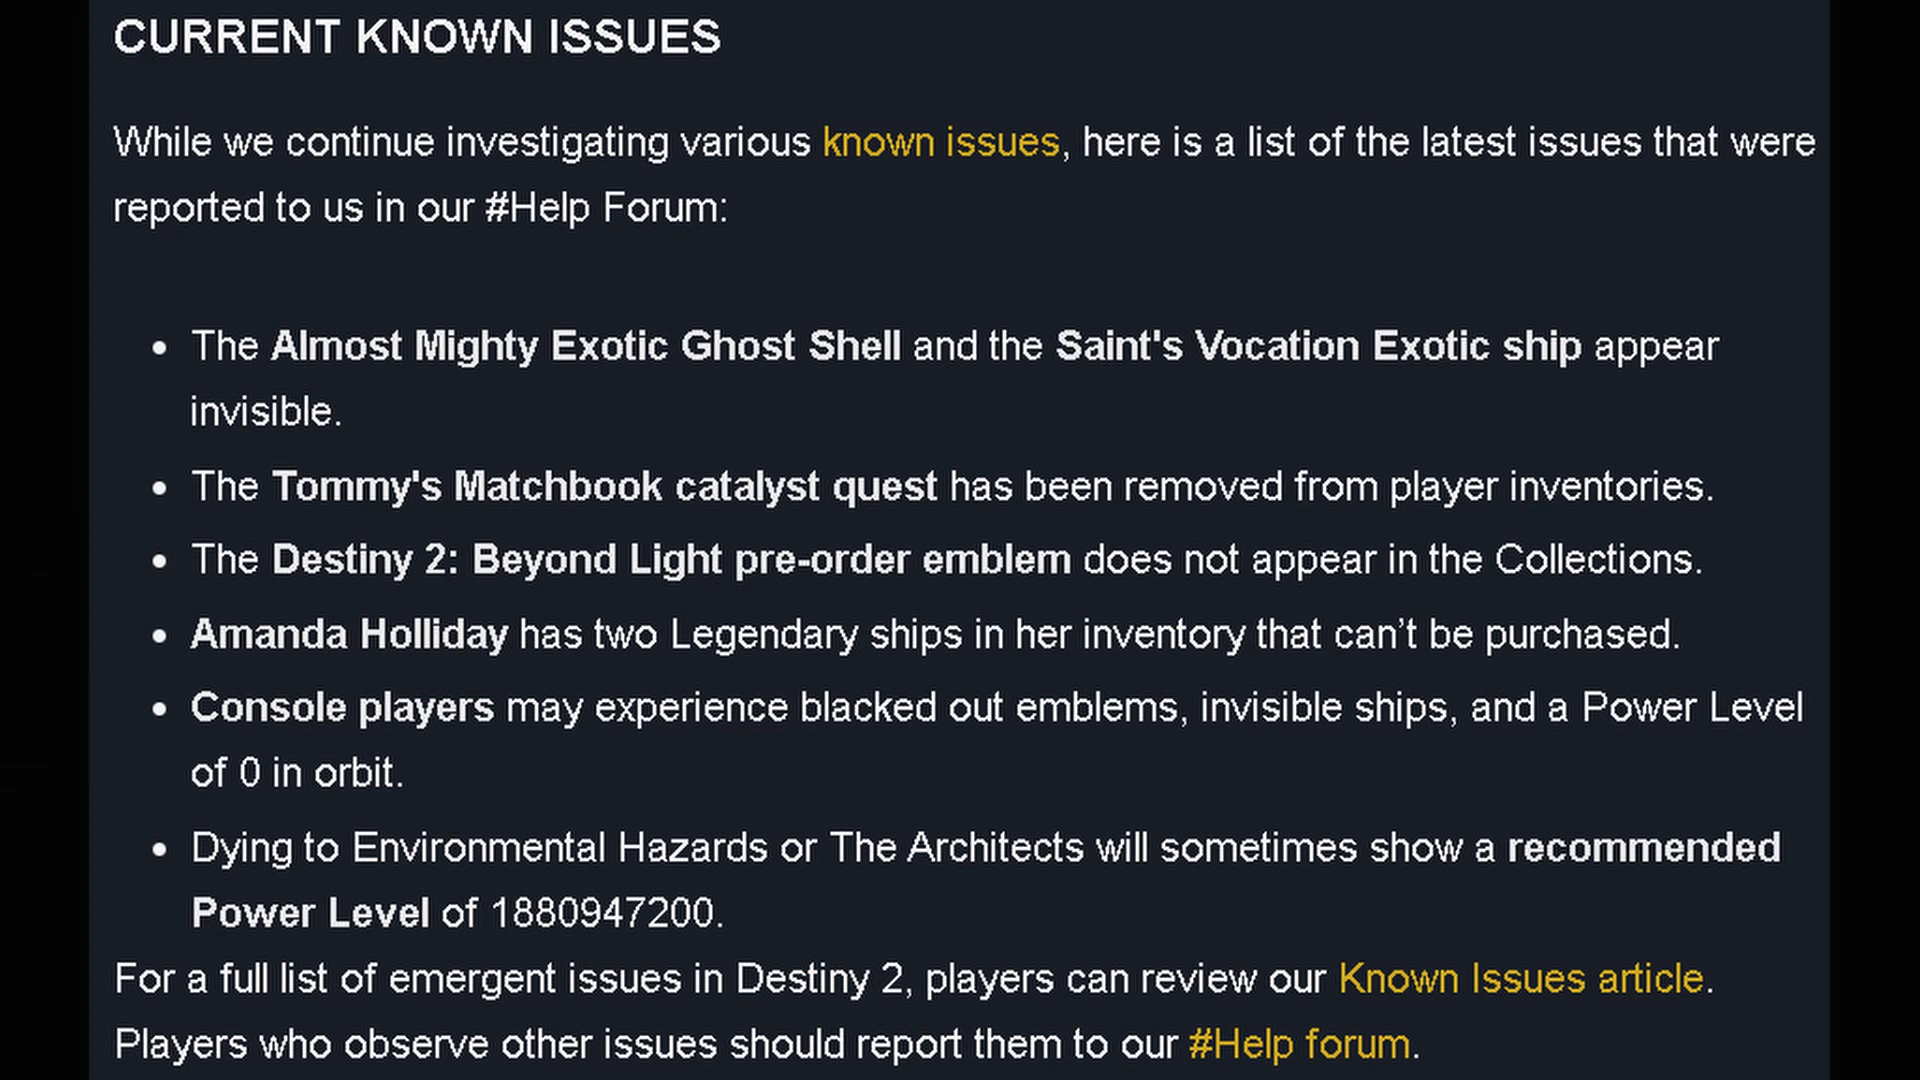 CURRENT KNOWN ISSUES
While we continue investigating various known issues, here is a list of the latest issues that were
reported to us in our #Help Forum:
• The Almost Mighty Exotic Ghost Shell and the Saint's Vocation Exotic ship appear
invisible.
• The Tommy's Matchbook catalyst quest has been removed from player inventories.
• The Destiny 2: Beyond Light pre-order emblem does not appear in the Collections.
• Amanda Holliday has two Legendary ships in her inventory that can’t be purchased.
• Console players may experience blacked out emblems, invisible ships, and a Power Level
of 0 in orbit.
• Dying to Environmental Hazards or The Architects will sometimes show a recommended
Power Level of 1880947200.
For a full list of emergent issues in Destiny 2, players can review our Known Issues article.
Players who observe other issues should report them to our #Help forum.